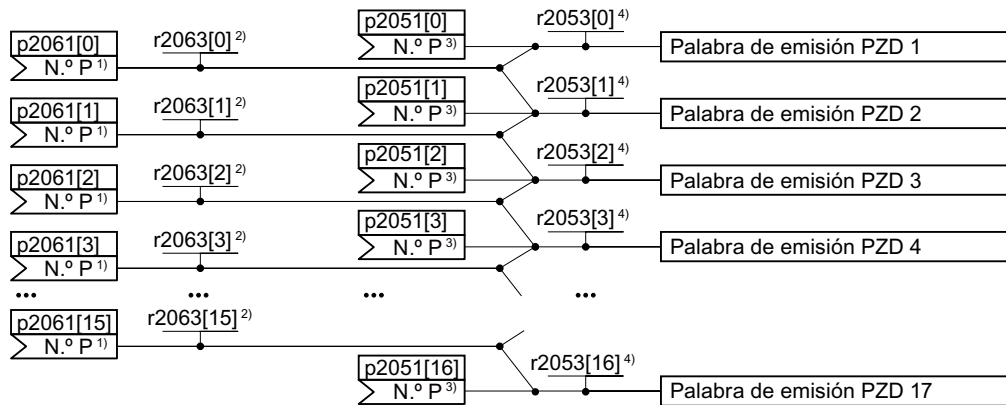 p2051[0] r2053[0] 4)
p2061[0] r2063[0] 2) N.º P 3) Palabra de emisión PZD 1
N.º P 1)
p2051[1] r2053[1] 4)
p2061[1] r2063[1] 2) N.º P 3) Palabra de emisión PZD 2
N.º P 1)
p2051[2] r2053[2] 4)
p2061[2] r2063[2] 2) N.º P 3) Palabra de emisión PZD 3
N.º P 1)
p2051[3] r2053[3] 4)
p2061[3] r2063[3] 2) N.º P 3) Palabra de emisión PZD 4
N.º P 1)
... ... ... ...
p2061[15] r2063[15] 2)
N.º P 1)
p2051[16] r2053[16] 4)
N.º P 3) Palabra de emisión PZD 17